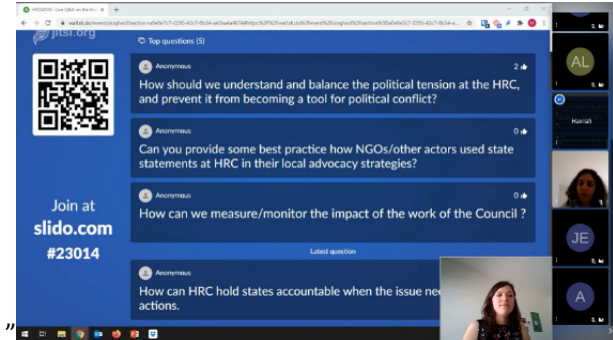 jitsi.org
Top questions (5)
Anonymous
2
How should we understand and balance the political tension at the HRC,
and prevent it from becoming a tool for political conflict?
Anonymous
0
Can you provide some best practice how NGOs/other actors used state
statements at HRC in their local advocacy strategies?
Anonymous
0
How can we measure/monitor the impact of the work of the Council ?
Latest question
Anonymous
How can HRC hold states accountable when the issue
actions.
Join at
slido.com
#23014
AL
Hannah
JE
A
”